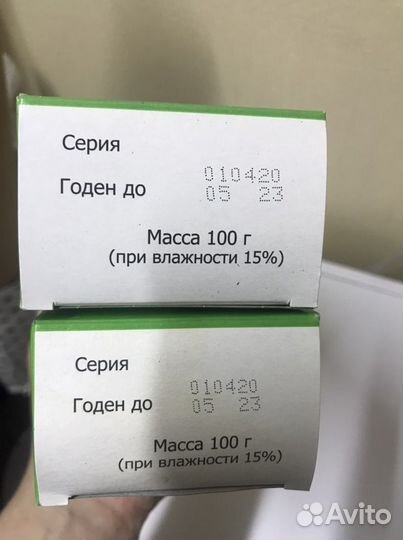 Серия
010420
Годен до 05 23
Масса 100 г
(при влажности 15%)
Серия
010420
Годен до 05 23
Масса 100 г
(при влажности 15%)
Avito